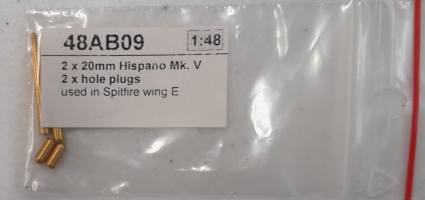 48AB09
1:48
2 x 20mm Hispano Mk. V
2 x hole plugs
used in Spitfire wing E